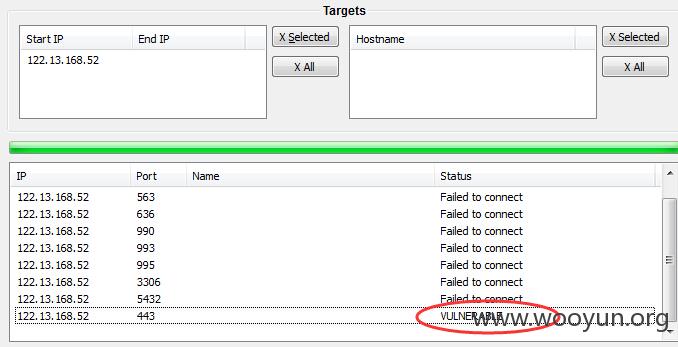 Targets
Start IP End IP
122.13.168.52
X Selected
X All
Hostname
X Selected
X All
IP Port Name Status
122.13.168.52 563 Failed to connect
122.13.168.52 636 Failed to connect
122.13.168.52 990 Failed to connect
122.13.168.52 993 Failed to connect
122.13.168.52 995 Failed to connect
122.13.168.52 3306 Failed to connect
122.13.168.52 5432 Failed to connect
122.13.168.52 443 VULNERABLE
www.wooyun.org